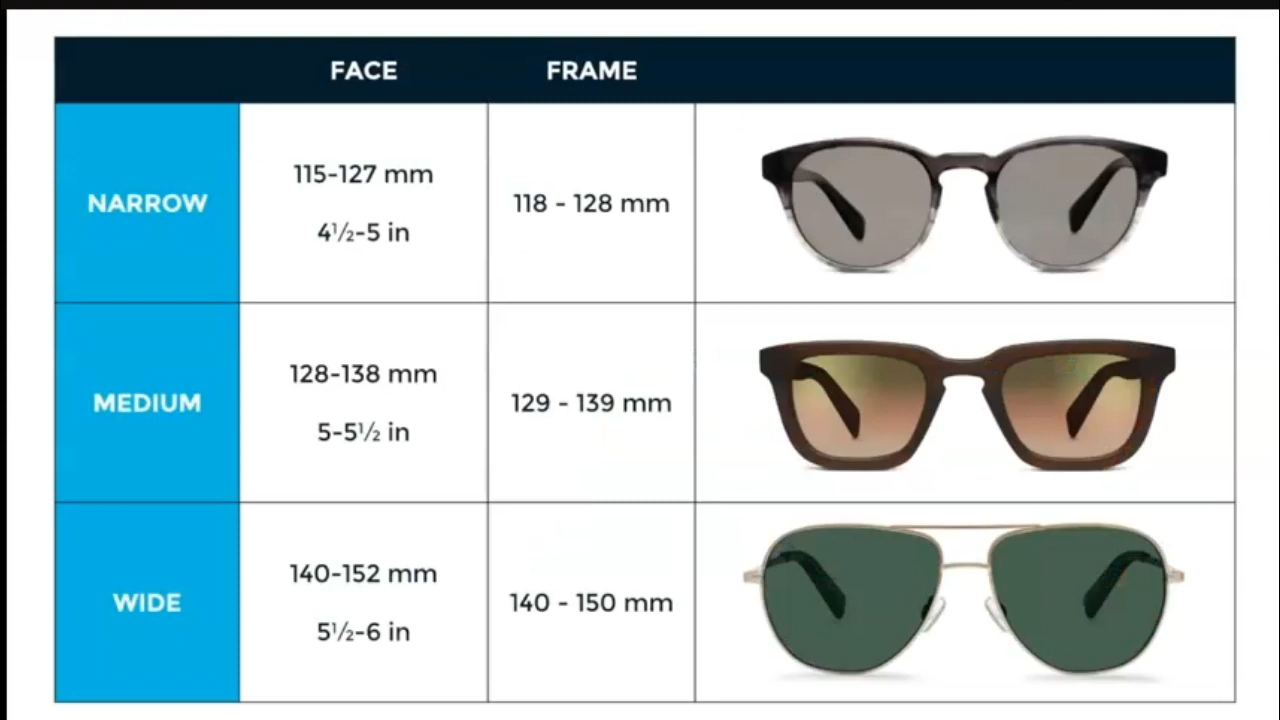 FACE FRAME
NARROW
115-127 mm
4½-5 in
118 - 128 mm
MEDIUM
128-138 mm
5-5½ in
129 - 139 mm
WIDE
140-152 mm
5½-6 in
140 - 150 mm